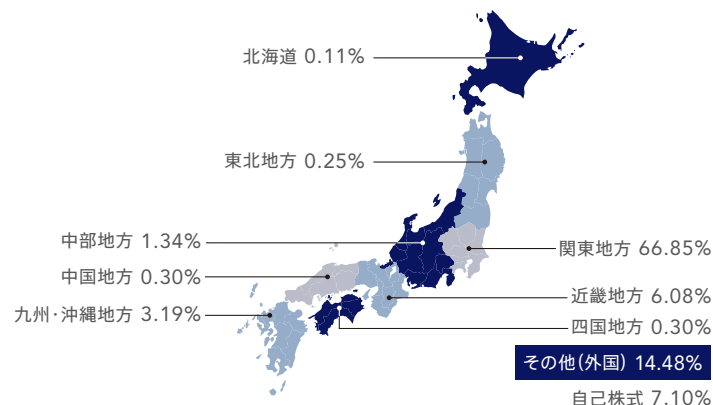 北海道 0.11%
東北地方 0.25%
中部地方 1.34%
中国地方 0.30%
九州・沖縄地方 3.19%
関東地方 66.85%
近畿地方 6.08%
四国地方 0.30%
その他(外国) 14.48%
自己株式 7.10%